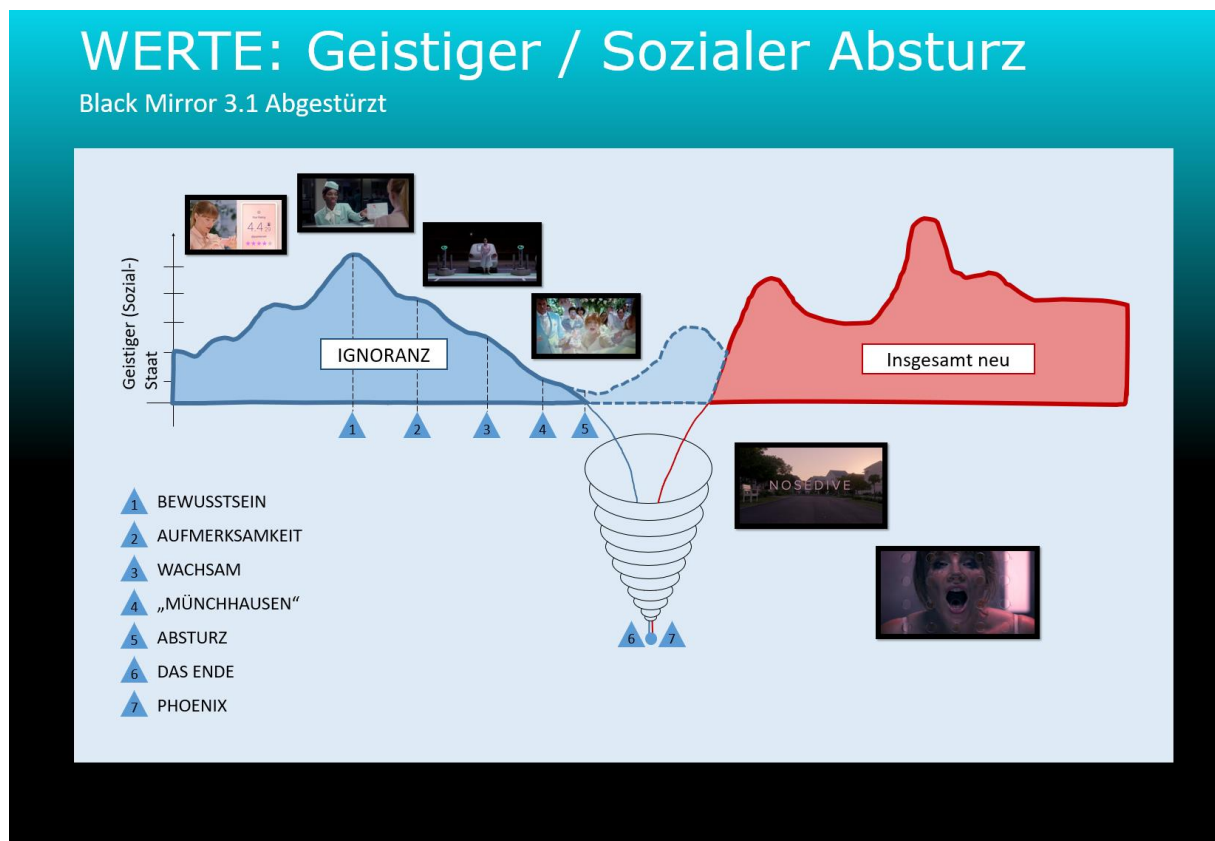 WERTE: Geistiger / Sozialer Absturz
Black Mirror 3.1 Abgestürzt
4.4
Geistiger (Sozial-)
Staat
IGNORANZ
Insgesamt neu
1
2
3
4
5
NOSEDIVE
1 BEWUSSTSEIN
2 AUFMERKSAMKEIT
3 WACHSAM
4 „MÜNCHHAUSEN“
5 ABSTURZ
6 DAS ENDE
7 PHOENIX
6
7